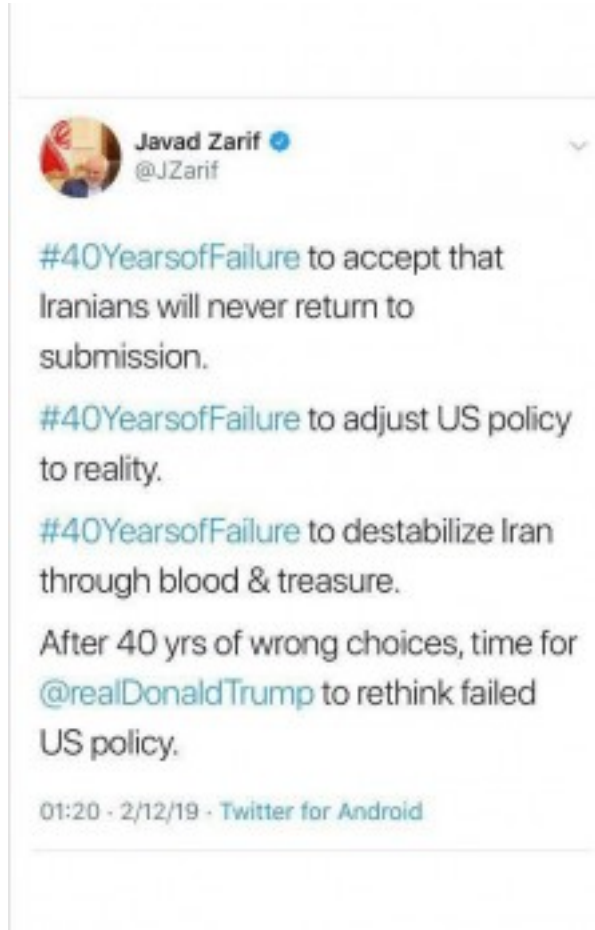 Javad Zarif
@JZarif
#40YearsofFailure to accept that
Iranians will never return to
submission.
#40YearsofFailure to adjust US policy
to reality.
#40YearsofFailure to destabilize Iran
through blood & treasure.
After 40 yrs of wrong choices, time for
@realDonaldTrump to rethink failed
US policy.
01:20 · 2/12/19 · Twitter for Android